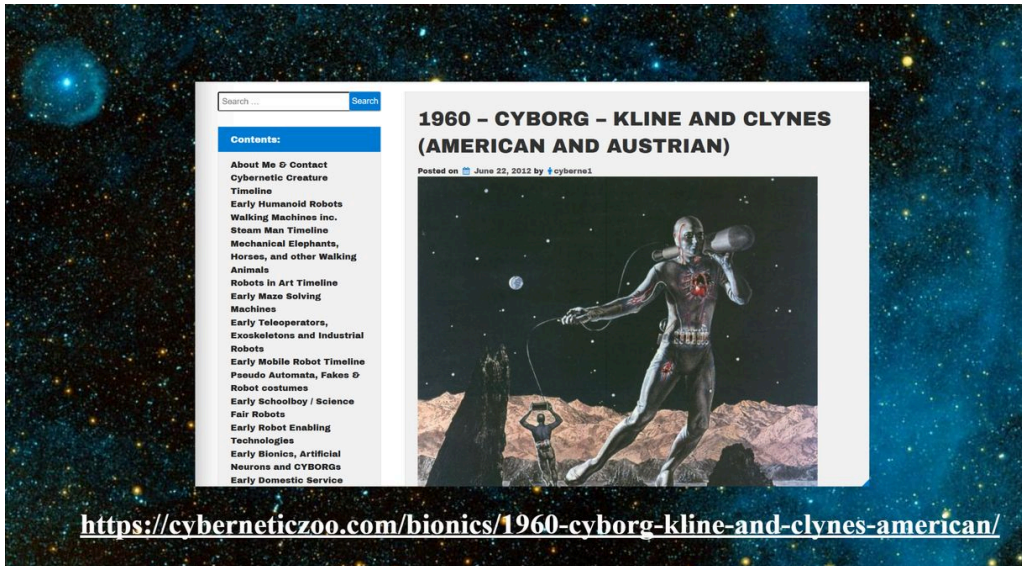 Search ...
Search
Contents:
About Me & Contact
Cybernetic Creature
Timeline
Early Humanoid Robots
Walking Machines inc.
Steam Man Timeline
Mechanical Elephants,
Horses, and other Walking
Animals
Robots in Art Timeline
Early Maze Solving
Machines
Early Teleoperators,
Exoskeletons and Industrial
Robots
Early Mobile Robot Timeline
Pseudo Automata, Fakes &
Robot costumes
Early Schoolboy / Science
Fair Robots
Early Robot Enabling
Technologies
Early Bionics, Artificial
Neurons and CYBORGs
Early Domestic Service
1960 – CYBORG – KLINE AND CLYNES
(AMERICAN AND AUSTRIAN)
Posted on June 22, 2012 by cyberne1
https://cyberneticzoo.com/bionics/1960-cyborg-kline-and-clynes-american/